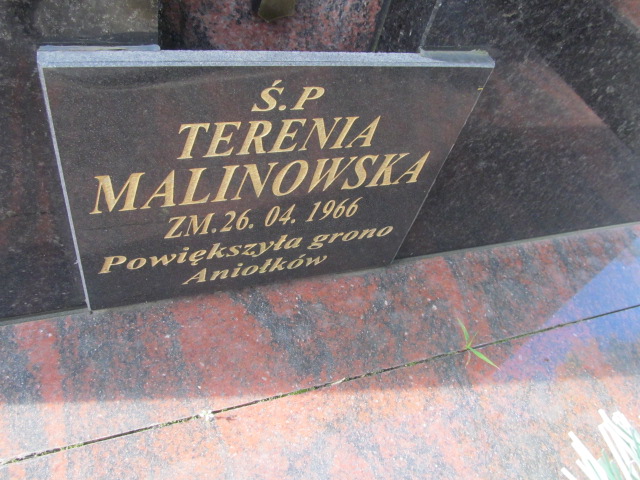 Ś.P
TERENIA
MALINOWSKA
ZM.26. 04. 1966
Powiększyła grono
Aniołków